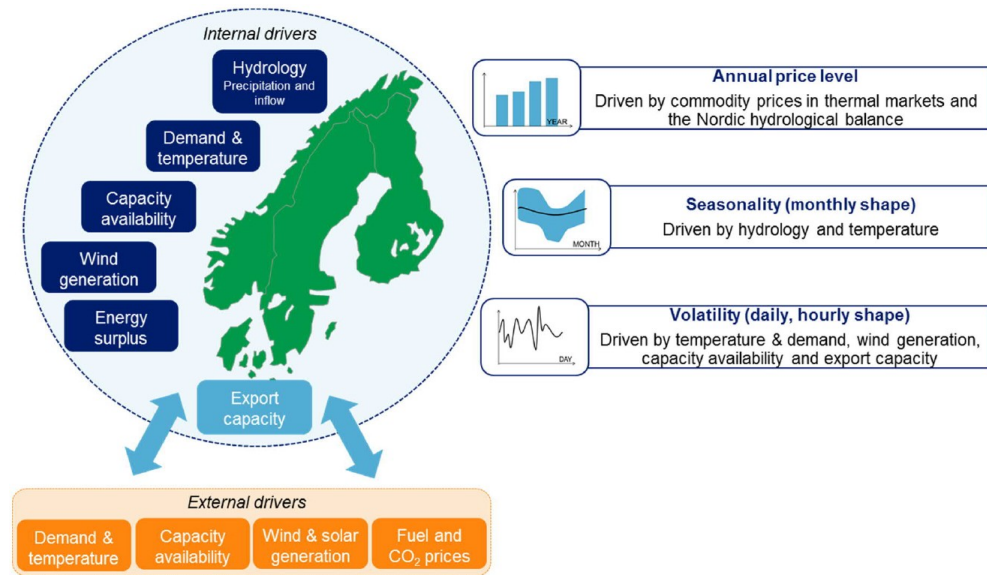 Internal drivers
Hydrology
Precipitation and
inflow
Demand &
temperature
Capacity
availability
Wind
generation
Energy
surplus
Export
capacity
External drivers
Demand &
temperature
Capacity
availability
Wind & solar
generation
Fuel and
CO₂ prices
YEAR
Annual price level
Driven by commodity prices in thermal markets and
the Nordic hydrological balance
MONTH
Seasonality (monthly shape)
Driven by hydrology and temperature
DAY
Volatility (daily, hourly shape)
Driven by temperature & demand, wind generation,
capacity availability and export capacity